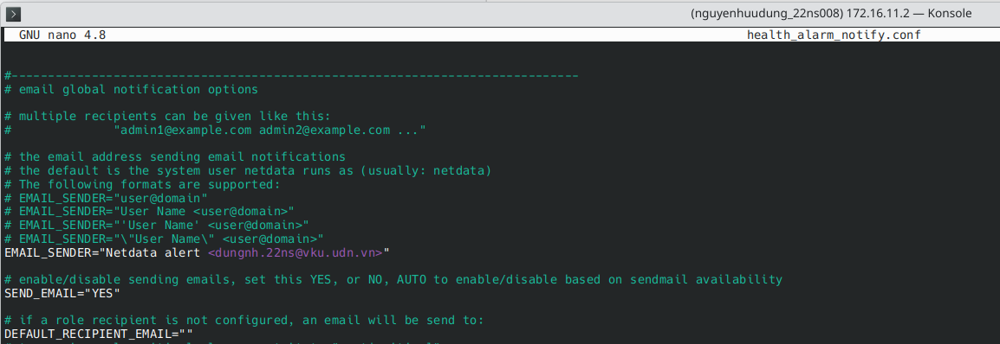 (nguyenhuudung_22ns008) 172.16.11.2 — Konsole
GNU nano 4.8 health_alarm_notify.conf
#------------------------------------------------------------------------------
# email global notification options
# multiple recipients can be given like this:
# "admin1@example.com admin2@example.com ..."
# the email address sending email notifications
# the default is the system user netdata runs as (usually: netdata)
# The following formats are supported:
# EMAIL_SENDER="user@domain"
# EMAIL_SENDER="User Name <user@domain>"
# EMAIL_SENDER="'User Name' <user@domain>"
# EMAIL_SENDER="\"User Name\" <user@domain>"
EMAIL_SENDER="Netdata alert <dungnh.22ns@vku.udn.vn>"
# enable/disable sending emails, set this YES, or NO, AUTO to enable/disable based on sendmail availability
SEND_EMAIL="YES"
# if a role recipient is not configured, an email will be send to:
DEFAULT_RECIPIENT_EMAIL=""